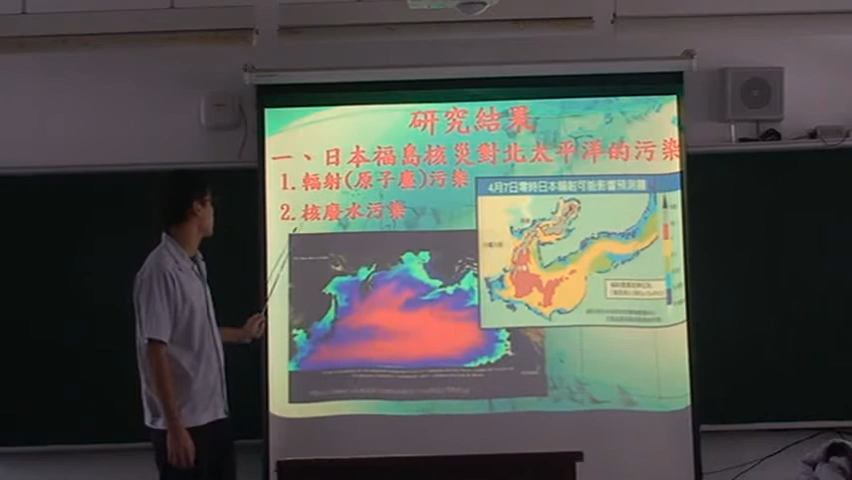 研究結果
一、日本福島核災對北太平洋的污染
1.輻射(原子塵)污染
4月7日零時日本輻射可能影響預測圖
2.核廢水污染